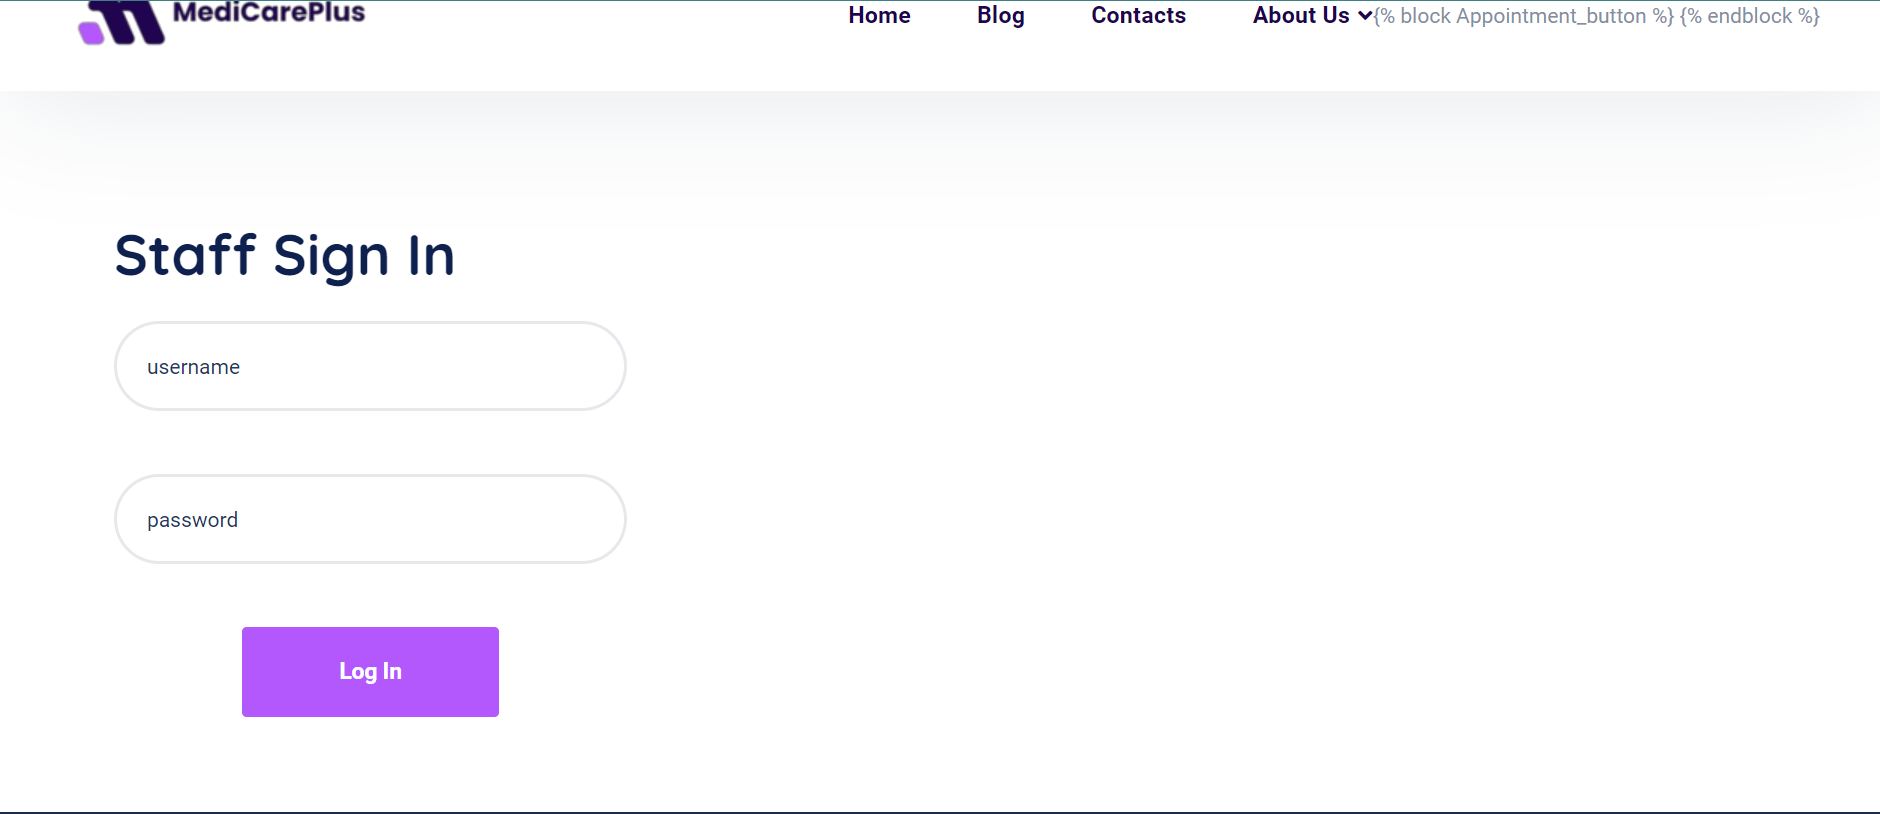 MediCarePlus
Home Blog Contacts About Us {% block Appointment_button %} {% endblock %}
Staff Sign In
username
password
Log In